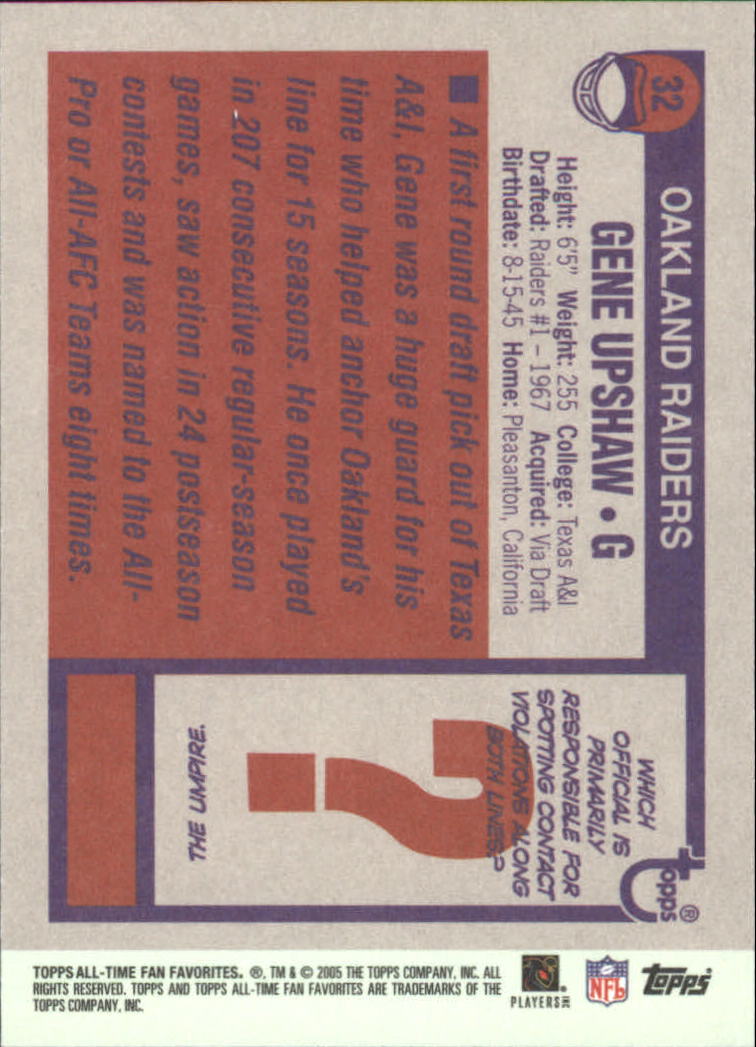 32
OAKLAND RAIDERS
GENE UPSHAW • G
Height: 6'5" Weight: 255 College: Texas A&I
Drafted: Raiders #1 – 1967 Acquired: Via Draft
Birthdate: 8-15-45 Home: Pleasanton, California
■ A first round draft pick out of Texas
A&I, Gene was a huge guard for his
time who helped anchor Oakland's
line for 15 seasons. He once played
in 207 consecutive regular-season
games, saw action in 24 postseason
contests and was named to the All-
Pro or All-AFC Teams eight times.
topps®
WHICH
OFFICIAL IS
PRIMARILY
RESPONSIBLE FOR
SPOTTING CONTACT
VIOLATIONS ALONG
BOTH LINES?
?
THE UMPIRE.
TOPPS ALL-TIME FAN FAVORITES. ®, TM & © 2005 THE TOPPS COMPANY, INC. ALL
RIGHTS RESERVED. TOPPS AND TOPPS ALL-TIME FAN FAVORITES ARE TRADEMARKS OF THE
TOPPS COMPANY, INC.
PLAYERS INC
NFL
topps